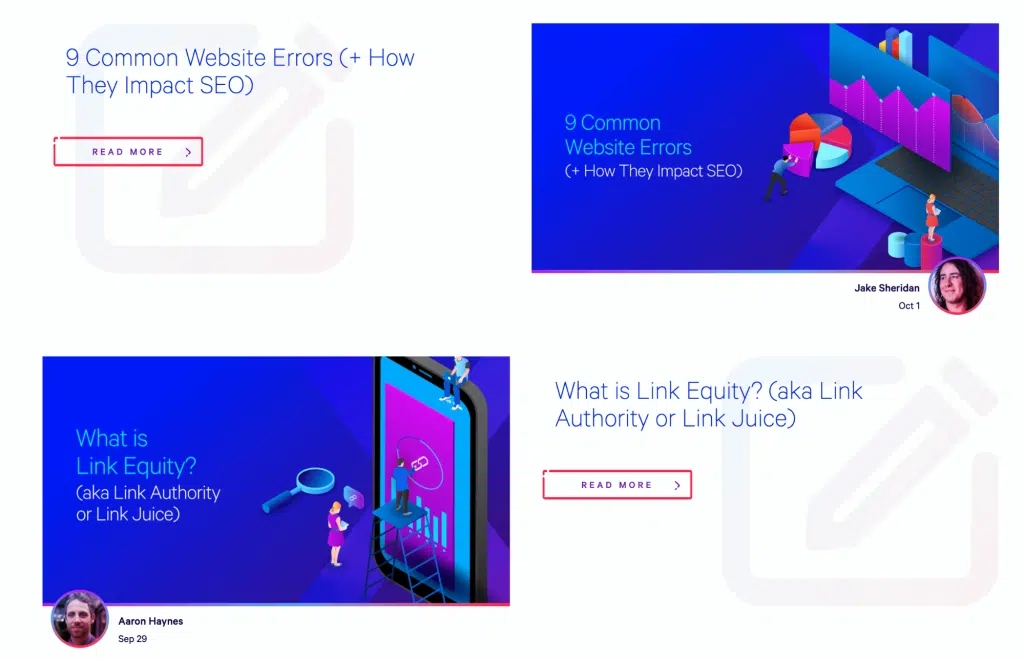 9 Common Website Errors (+ How
They Impact SEO)
READ MORE
9 Common
Website Errors
(+ How They Impact SEO)
Jake Sheridan
Oct 1
What is
Link Equity?
(aka Link Authority
or Link Juice)
Aaron Haynes
Sep 29
What is Link Equity? (aka Link
Authority or Link Juice)
READ MORE